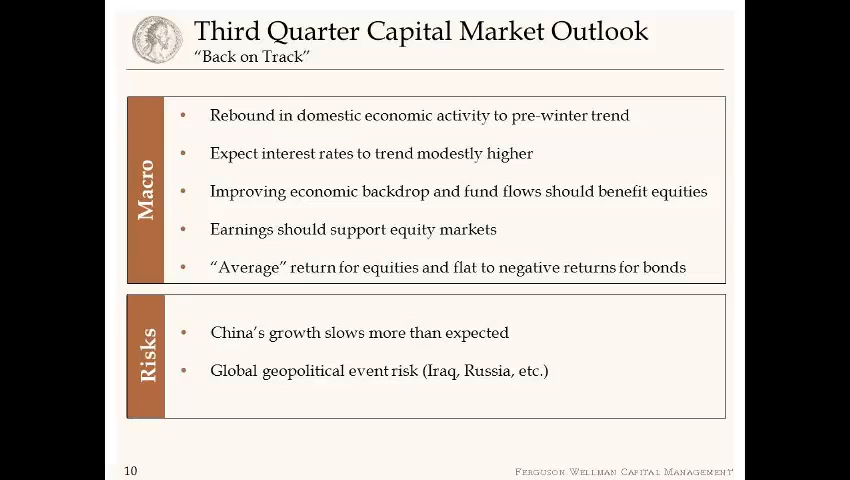 Third Quarter Capital Market Outlook
“Back on Track”
Macro
• Rebound in domestic economic activity to pre-winter trend
• Expect interest rates to trend modestly higher
• Improving economic backdrop and fund flows should benefit equities
• Earnings should support equity markets
• “Average” return for equities and flat to negative returns for bonds
Risks
• China’s growth slows more than expected
• Global geopolitical event risk (Iraq, Russia, etc.)
10
Ferguson Wellman Capital Management